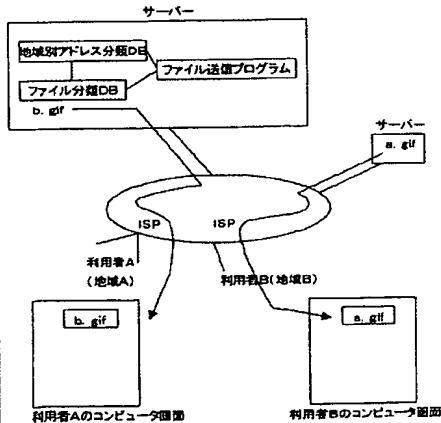 サーバー
地域別アドレス分類DB
ファイル送信プログラム
ファイル分類DB
b. gif
サーバー
a. gif
ISP
ISP
利用者A
(地域A)
利用者B(地域B)
b. gif
a. gif
利用者Aのコンピュータ画面
利用者Bのコンピュータ画面